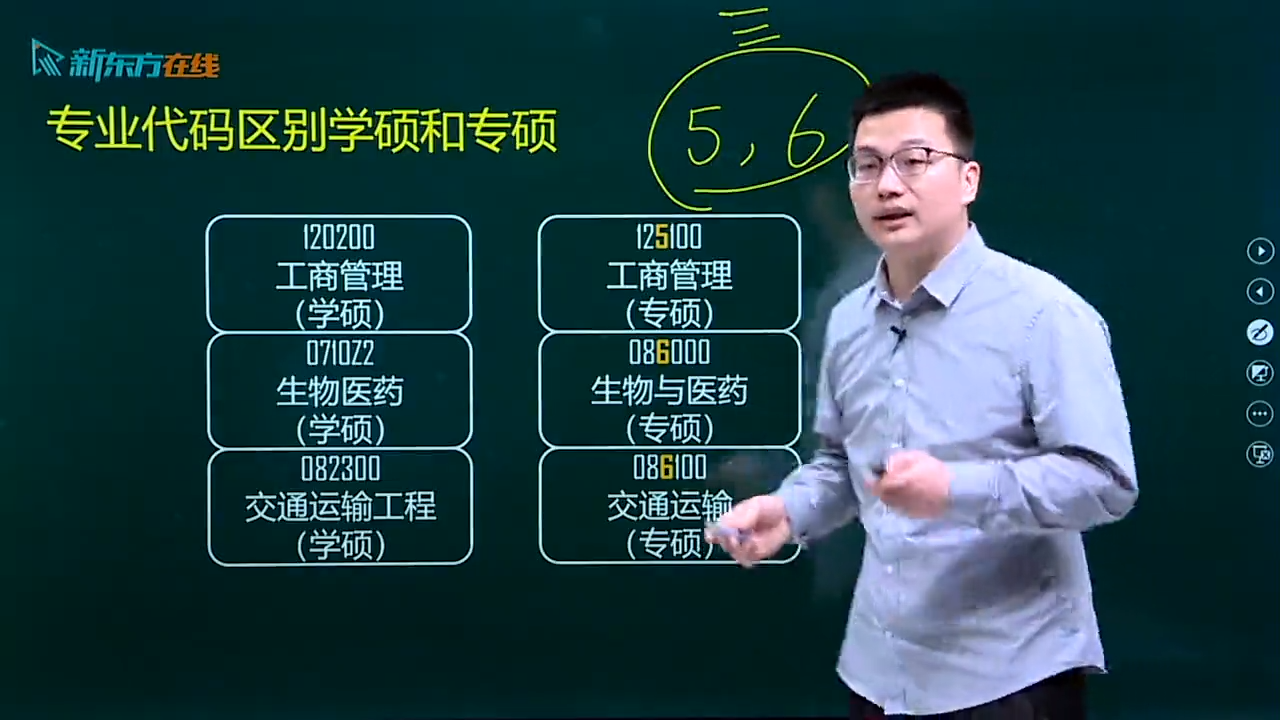 三
新东方在线
5,6
专业代码区别学硕和专硕
120200
工商管理
(学硕)
125100
工商管理
(专硕)
0710Z2
生物医药
(学硕)
086000
生物与医药
(专硕)
082300
交通运输工程
(学硕)
086100
交通运输
(专硕)